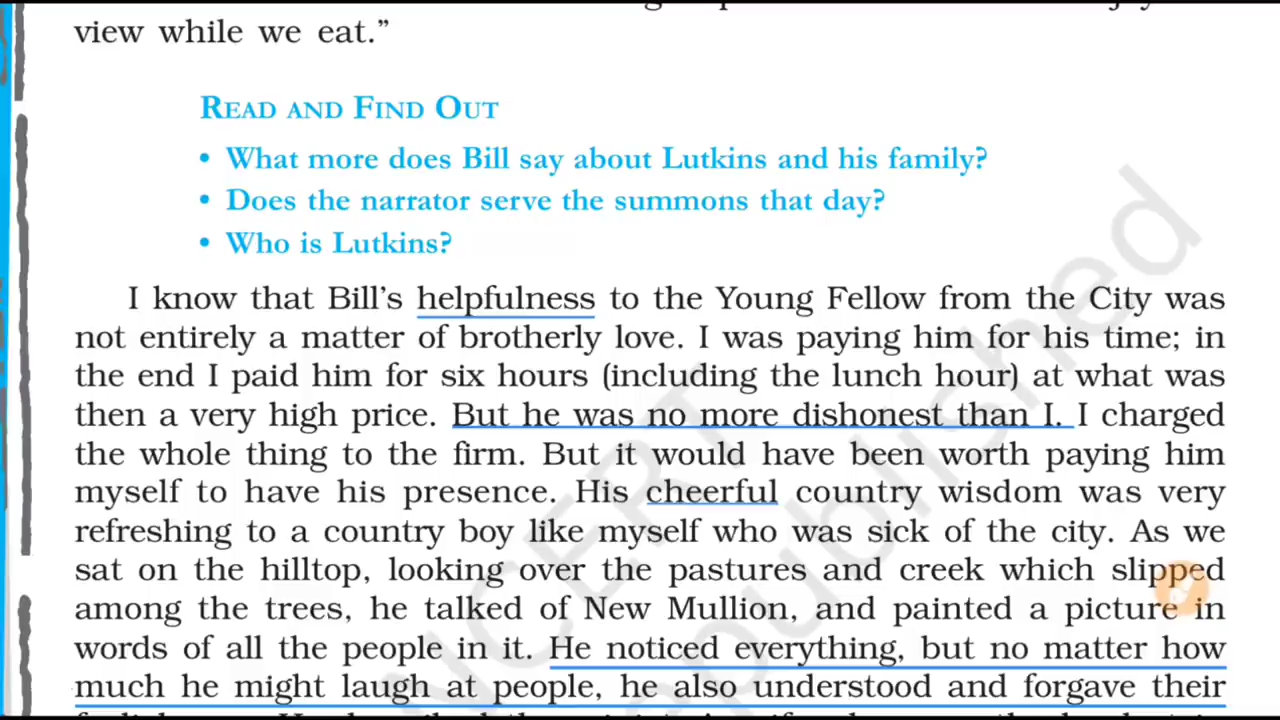 view while we eat.”
READ AND FIND OUT
• What more does Bill say about Lutkins and his family?
• Does the narrator serve the summons that day?
• Who is Lutkins?
I know that Bill’s helpfulness to the Young Fellow from the City was
not entirely a matter of brotherly love. I was paying him for his time; in
the end I paid him for six hours (including the lunch hour) at what was
then a very high price. But he was no more dishonest than I. I charged
the whole thing to the firm. But it would have been worth paying him
myself to have his presence. His cheerful country wisdom was very
refreshing to a country boy like myself who was sick of the city. As we
sat on the hilltop, looking over the pastures and creek which slipped
among the trees, he talked of New Mullion, and painted a picture in
words of all the people in it. He noticed everything, but no matter how
much he might laugh at people, he also understood and forgave their
NCERT
published